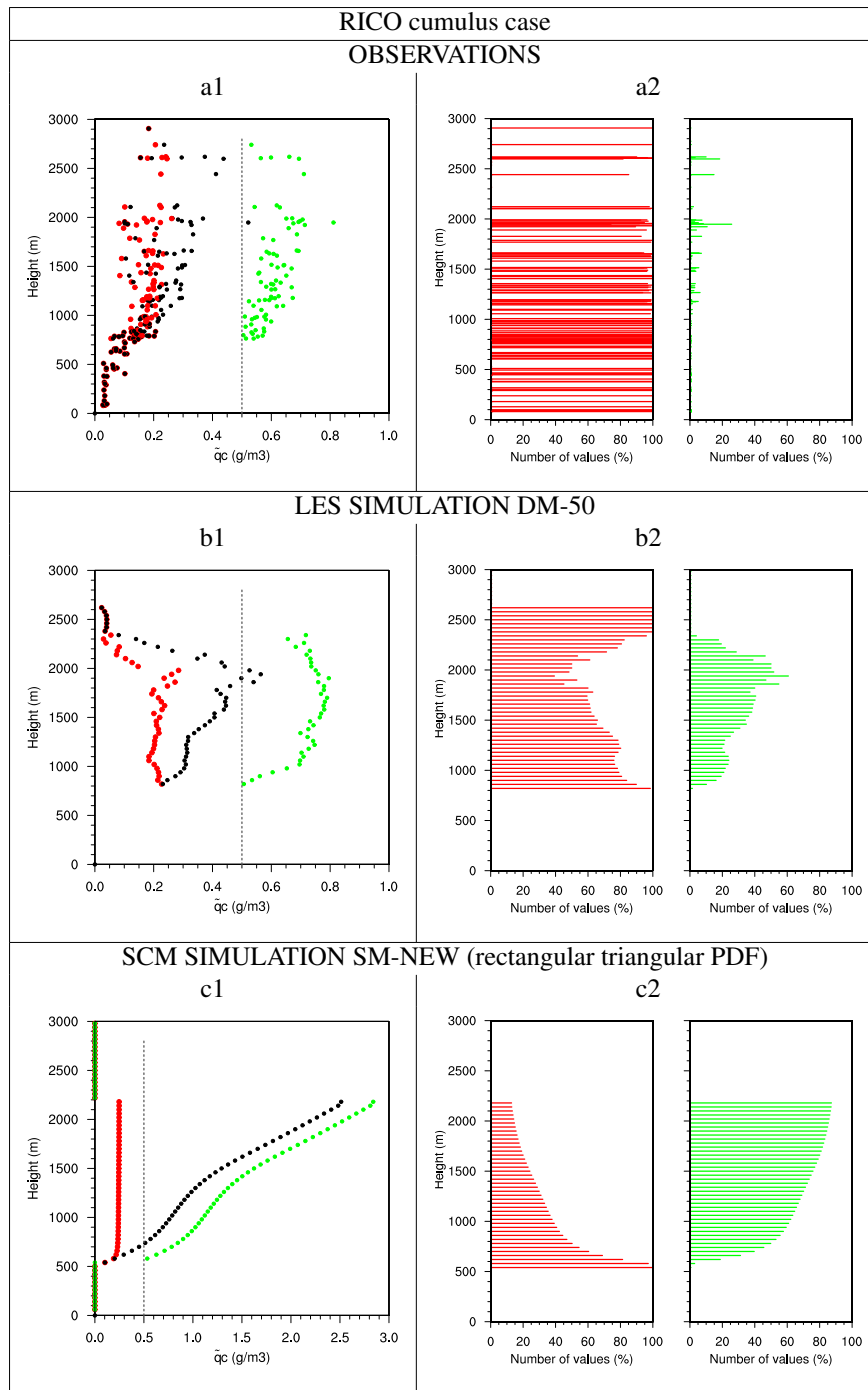 RICO cumulus case
OBSERVATIONS
a1
a2
3000
2500
2000
1500
1000
500
0
Height (m)
0.0 0.2 0.4 0.6 0.8 1.0
q̃c (g/m3)
3000
2500
2000
1500
1000
500
0
Height (m)
0 20 40 60 80 100
Number of values (%)
0 20 40 60 80 100
Number of values (%)
LES SIMULATION DM-50
b1
b2
3000
2500
2000
1500
1000
500
0
Height (m)
0.0 0.2 0.4 0.6 0.8 1.0
q̃c (g/m3)
3000
2500
2000
1500
1000
500
0
Height (m)
0 20 40 60 80 100
Number of values (%)
0 20 40 60 80 100
Number of values (%)
SCM SIMULATION SM-NEW (rectangular triangular PDF)
c1
c2
3000
2500
2000
1500
1000
500
0
Height (m)
0.0 0.5 1.0 1.5 2.0 2.5 3.0
q̃c (g/m3)
3000
2500
2000
1500
1000
500
0
Height (m)
0 20 40 60 80 100
Number of values (%)
0 20 40 60 80 100
Number of values (%)